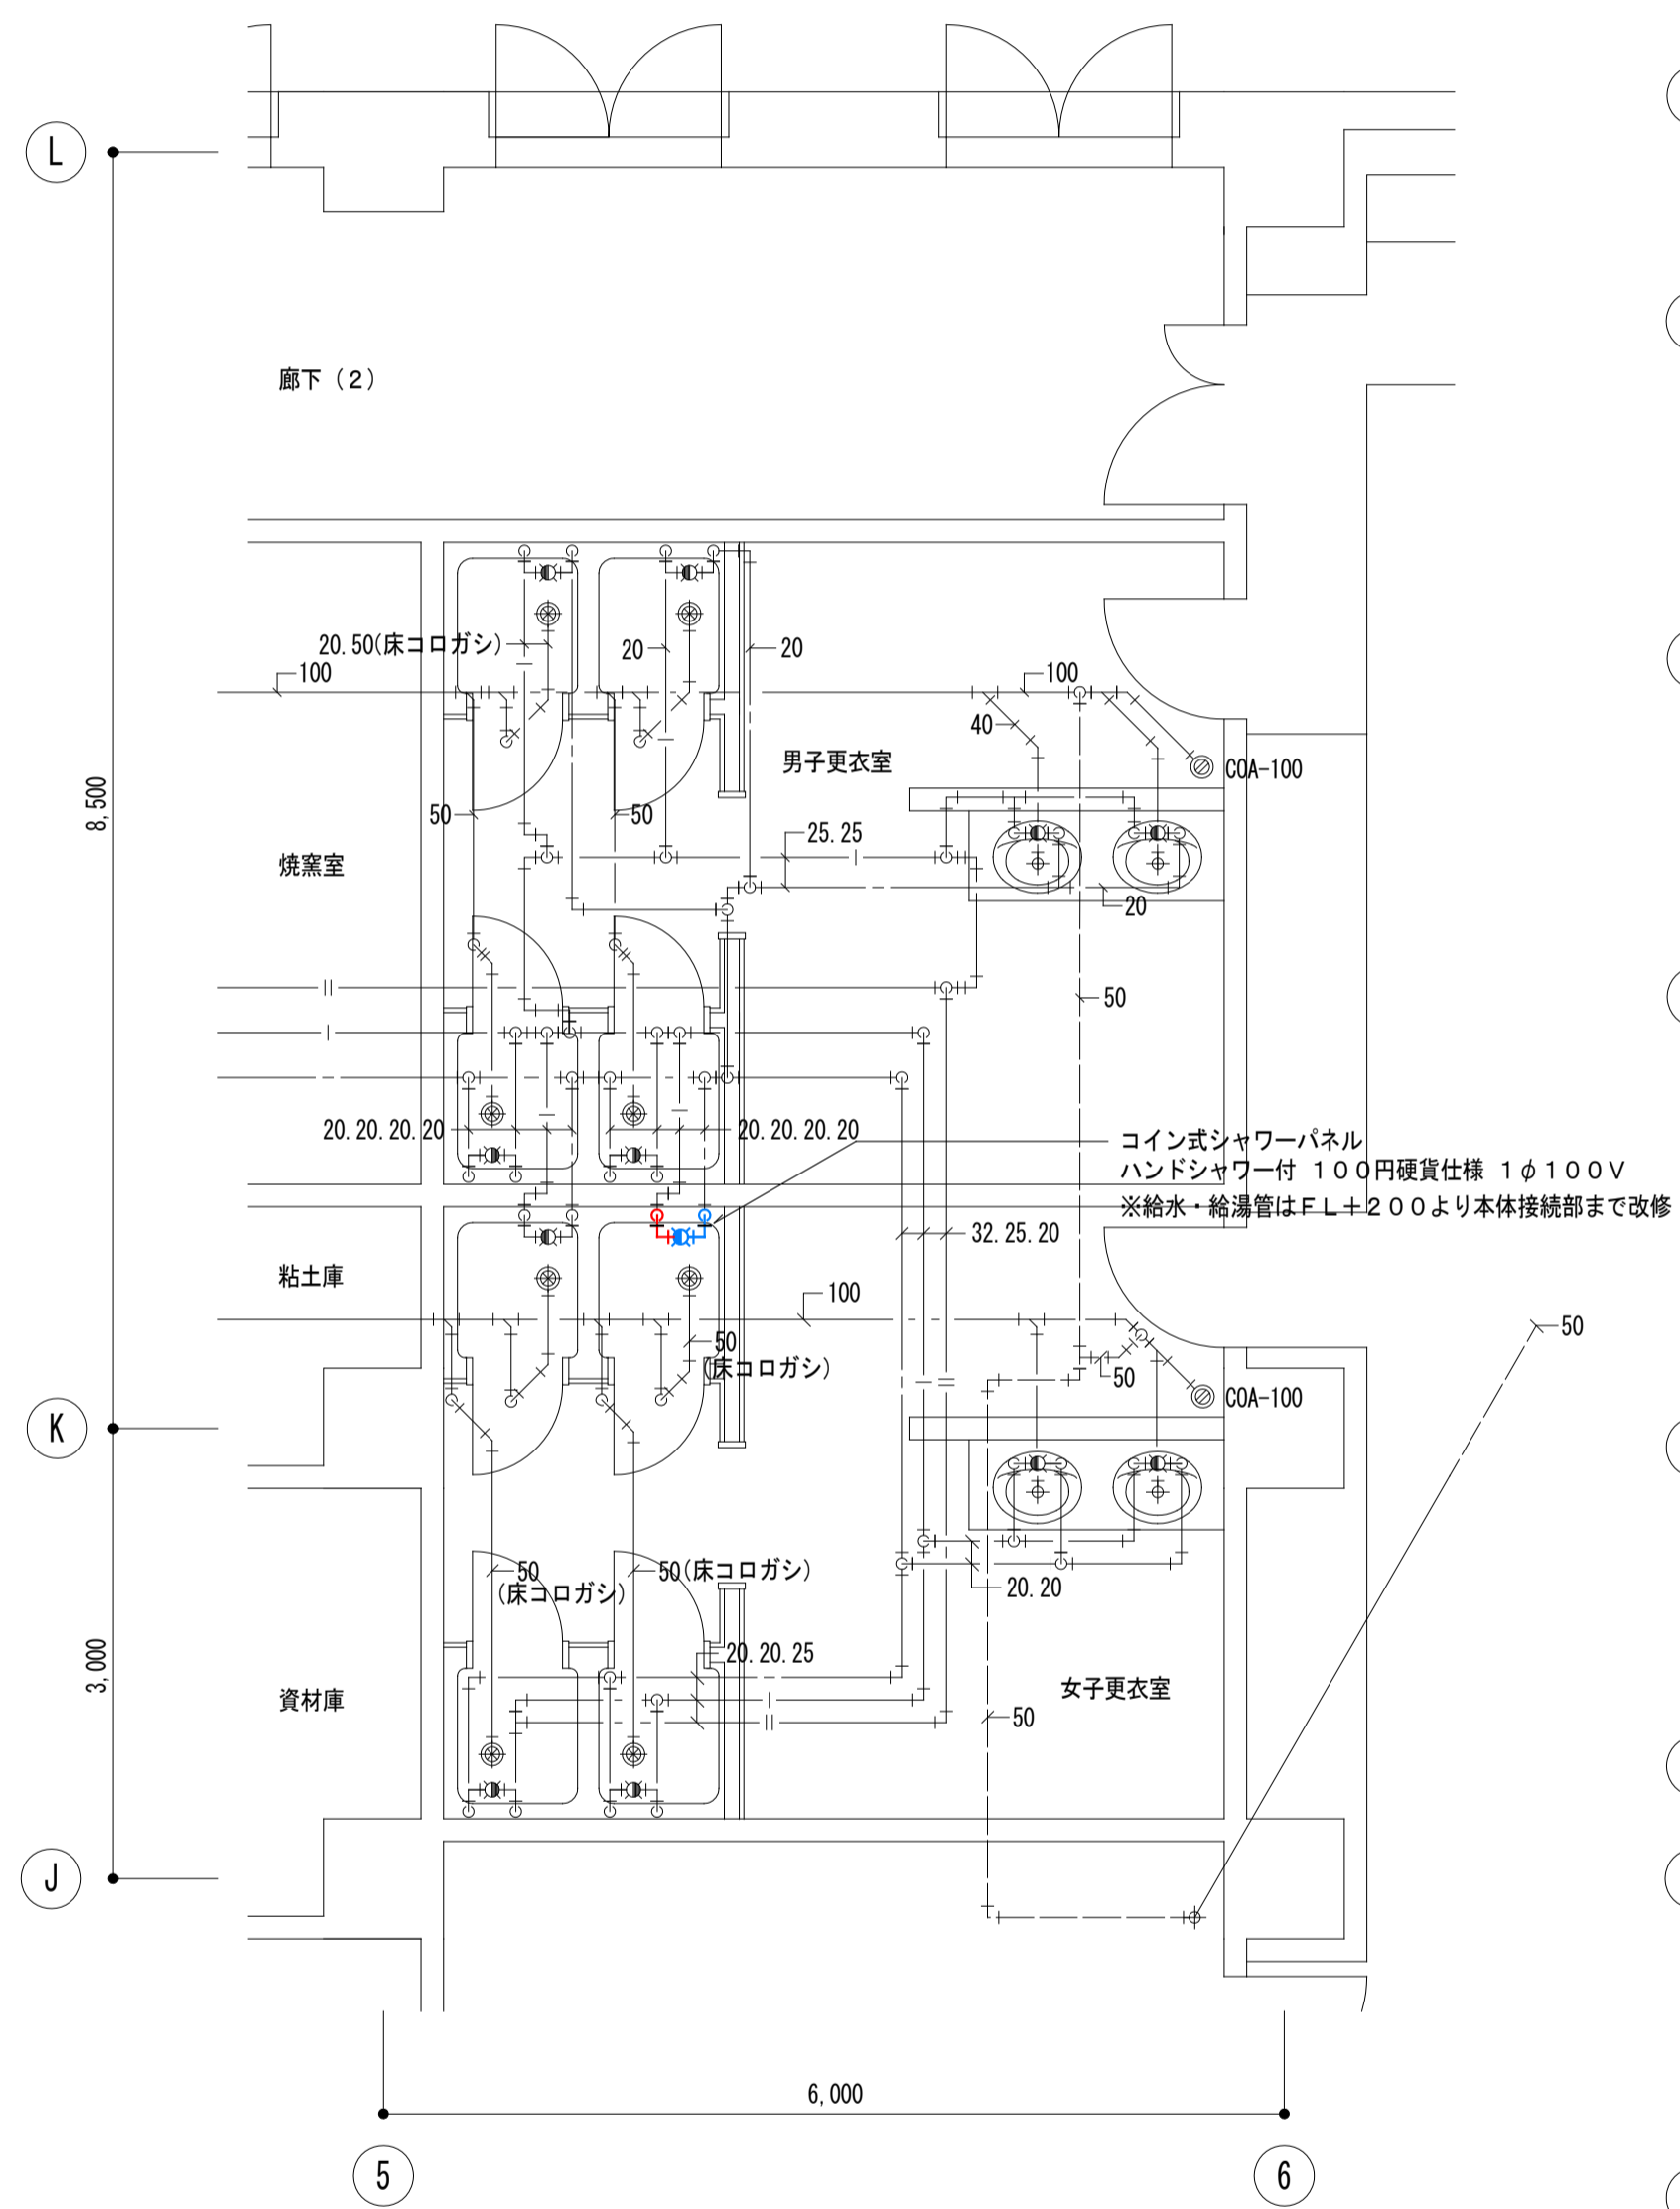 L
廊下（２）
20.50(床コロガシ)
20
20
100
100
40
男子更衣室
COA-100
8,500
50
50
25.25
焼窯室
20
50
20.20.20.20
20.20.20.20
コイン式シャワーパネル
ハンドシャワー付 １００円硬貨仕様 １φ１００Ｖ
※給水・給湯管はＦＬ＋２００より本体接続部まで改修
32.25.20
粘土庫
100
50
50
(床コロガシ)
50
COA-100
K
50
(床コロガシ)
50(床コロガシ)
20.20
3,000
20.20.25
資材庫
女子更衣室
50
J
6,000
5
6